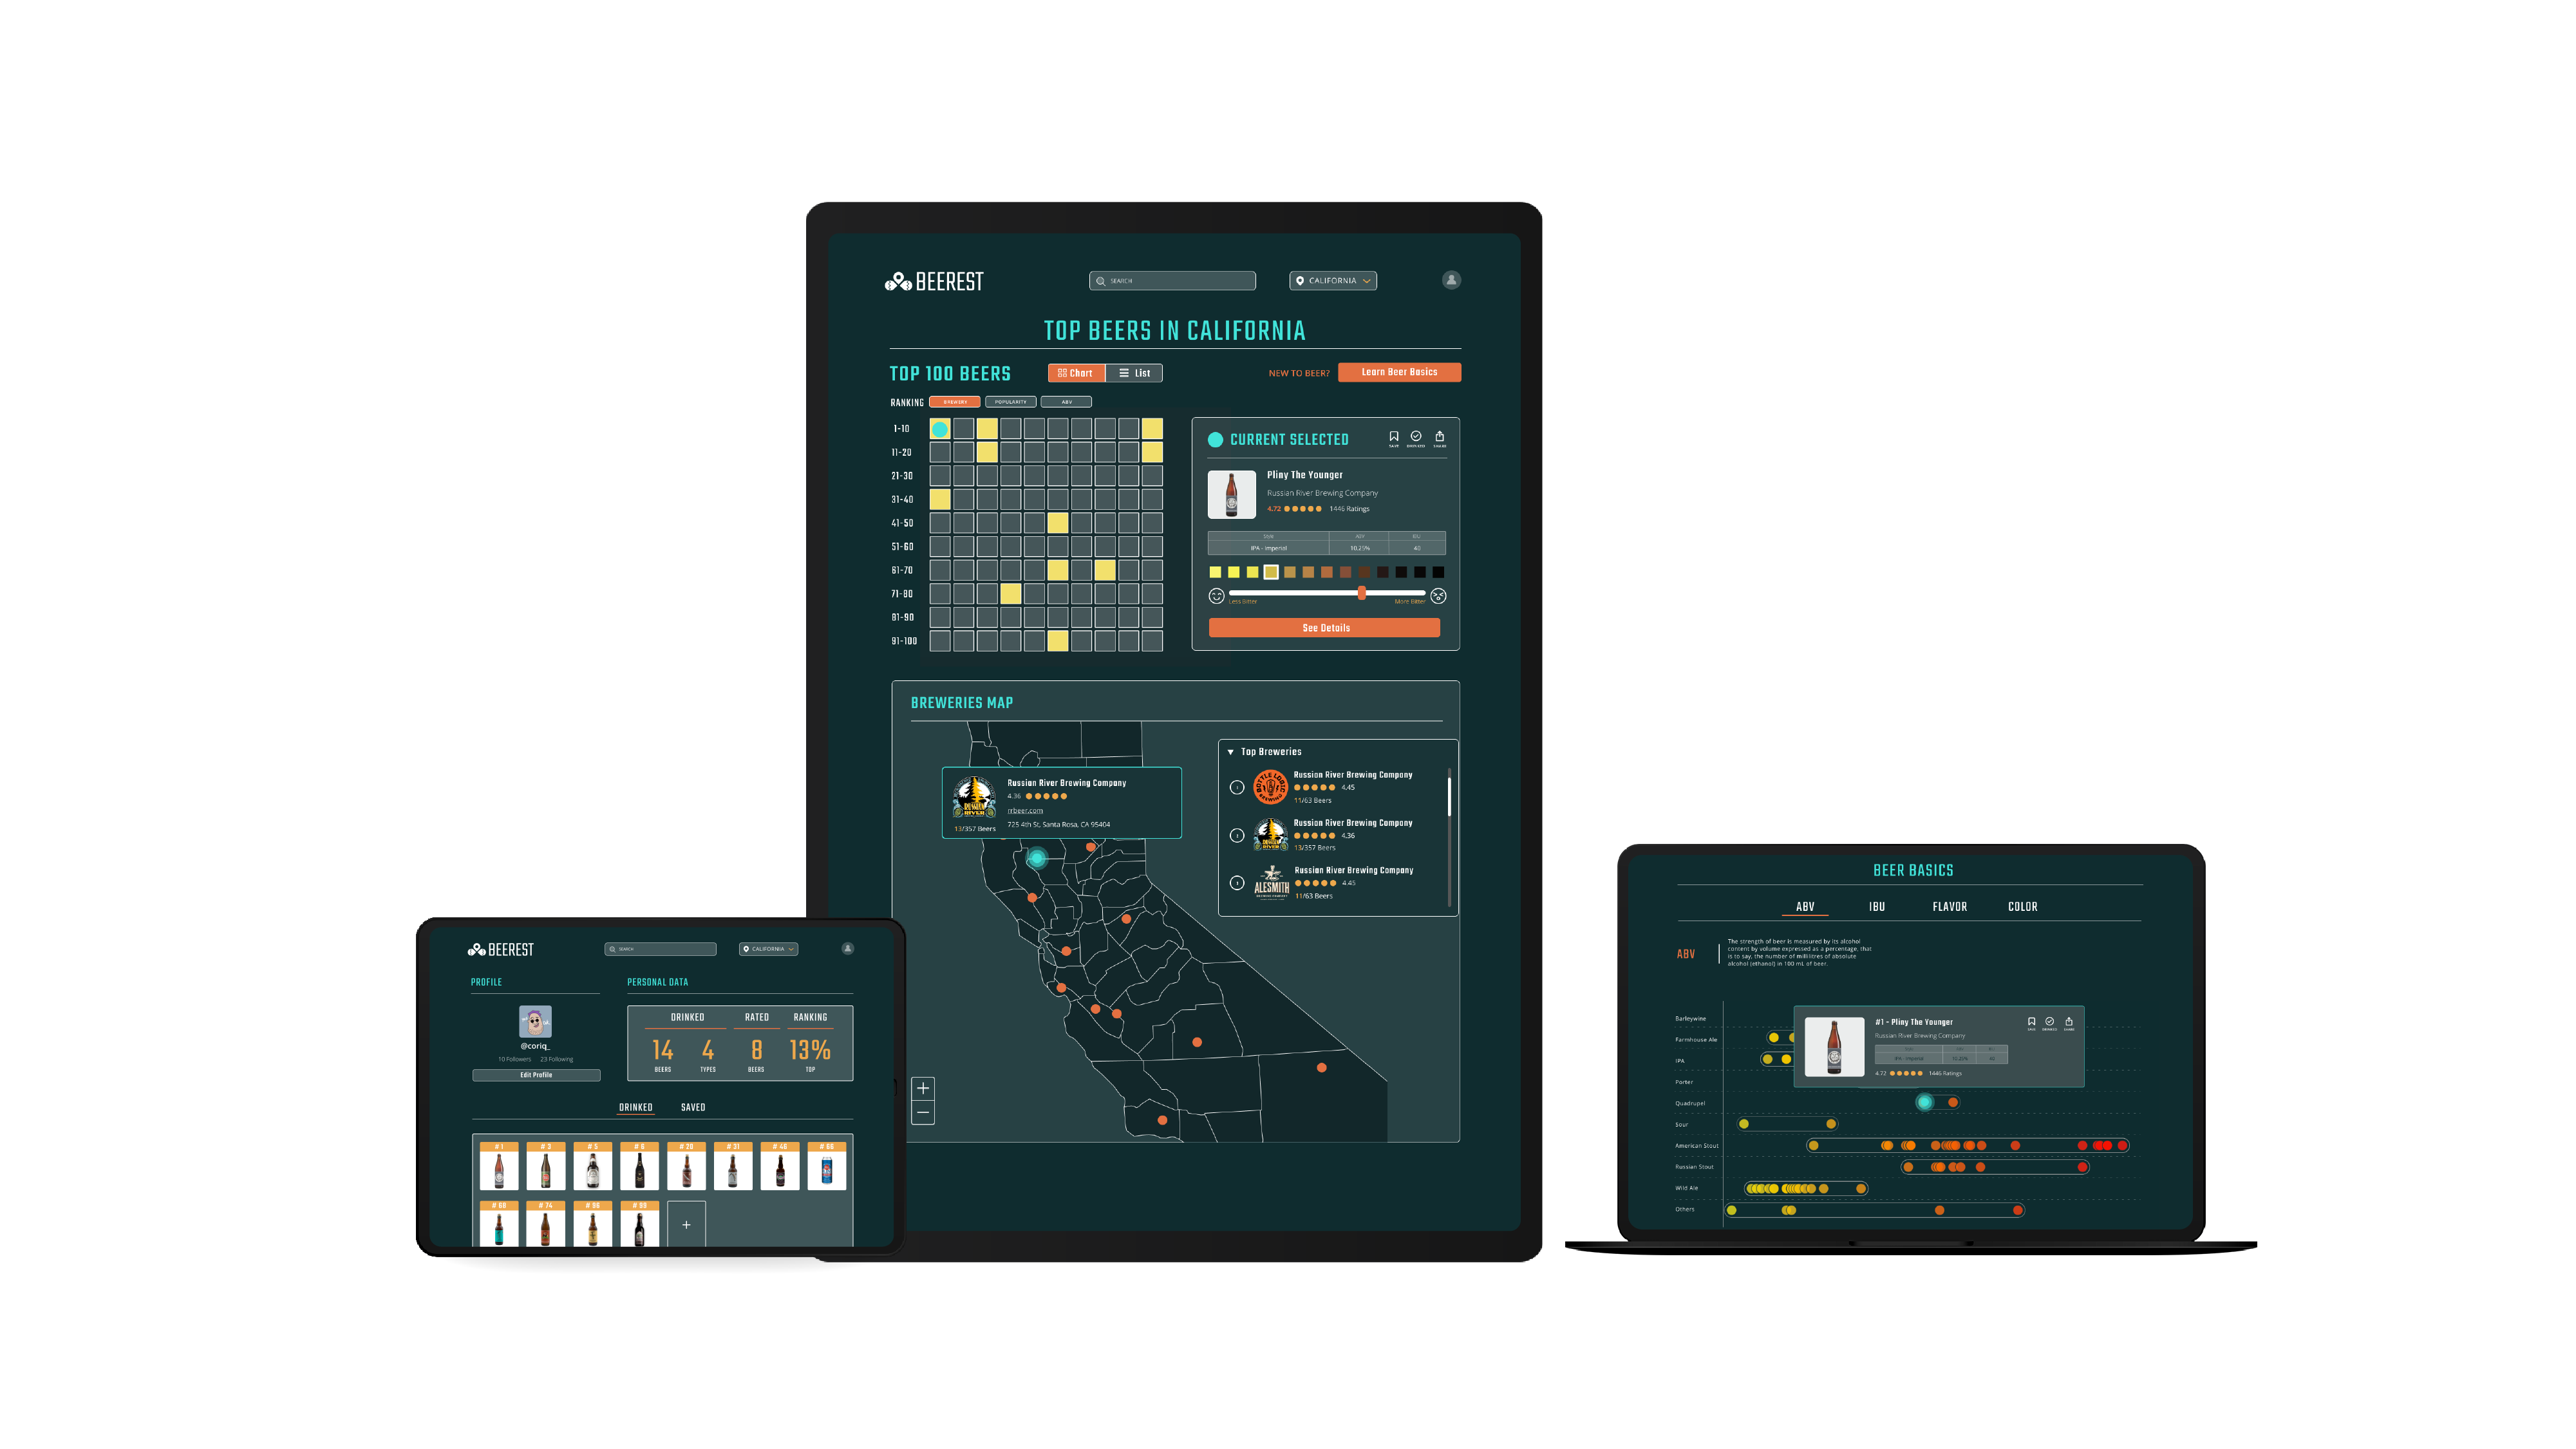 BEEREST
SEARCH
CALIFORNIA
TOP BEERS IN CALIFORNIA
TOP 100 BEERS
Chart
List
NEW TO BEER?
Learn Beer Basics
RANKING
BREWERY
POPULARITY
ABV
1-10
11-20
21-30
31-40
41-50
51-60
61-70
71-80
81-90
91-100
CURRENT SELECTED
SAVE
DRINKED
SHARE
Pliny The Younger
Russian River Brewing Company
4.72
1446 Ratings
ABV
IBU
IPA - Imperial
10.25%
40
Less Bitter
More Bitter
See Details
BREWERIES MAP
Russian River Brewing Company
4.36
rrbeer.com
725 4th St, Santa Rosa, CA 95404
13/357 Beers
RUSSIAN
RIVER
Top Breweries
Russian River Brewing Company
4.45
11/63 Beers
Russian River Brewing Company
4.36
13/357 Beers
ALESMITH
Russian River Brewing Company
4.45
11/63 Beers
BEEREST
SEARCH
CALIFORNIA
PROFILE
@coriq_
10 Followers 23 Following
Edit Profile
PERSONAL DATA
DRINKED
RATED
RANKING
14
4
8
13%
BEERS
TYPES
BEERS
TOP
DRINKED
SAVED
#1
#3
#5
#6
#20
#31
#46
#66
#68
#74
BEER BASICS
ABV
IBU
FLAVOR
COLOR
ABV
The strength of beer is measured by its alcohol
content by volume expressed as a percentage, that
is to say, the number of millilitres of absolute
alcohol (ethanol) in 100 mL of beer.
Barleywine
Farmhouse Ale
IPA
Porter
Quadrupel
Sour
American Stout
Russian Stout
Wild Ale
Others
#1 - Pliny The Younger
Russian River Brewing Company
IPA - Imperial
10.25%
40
4.72
1446 Ratings